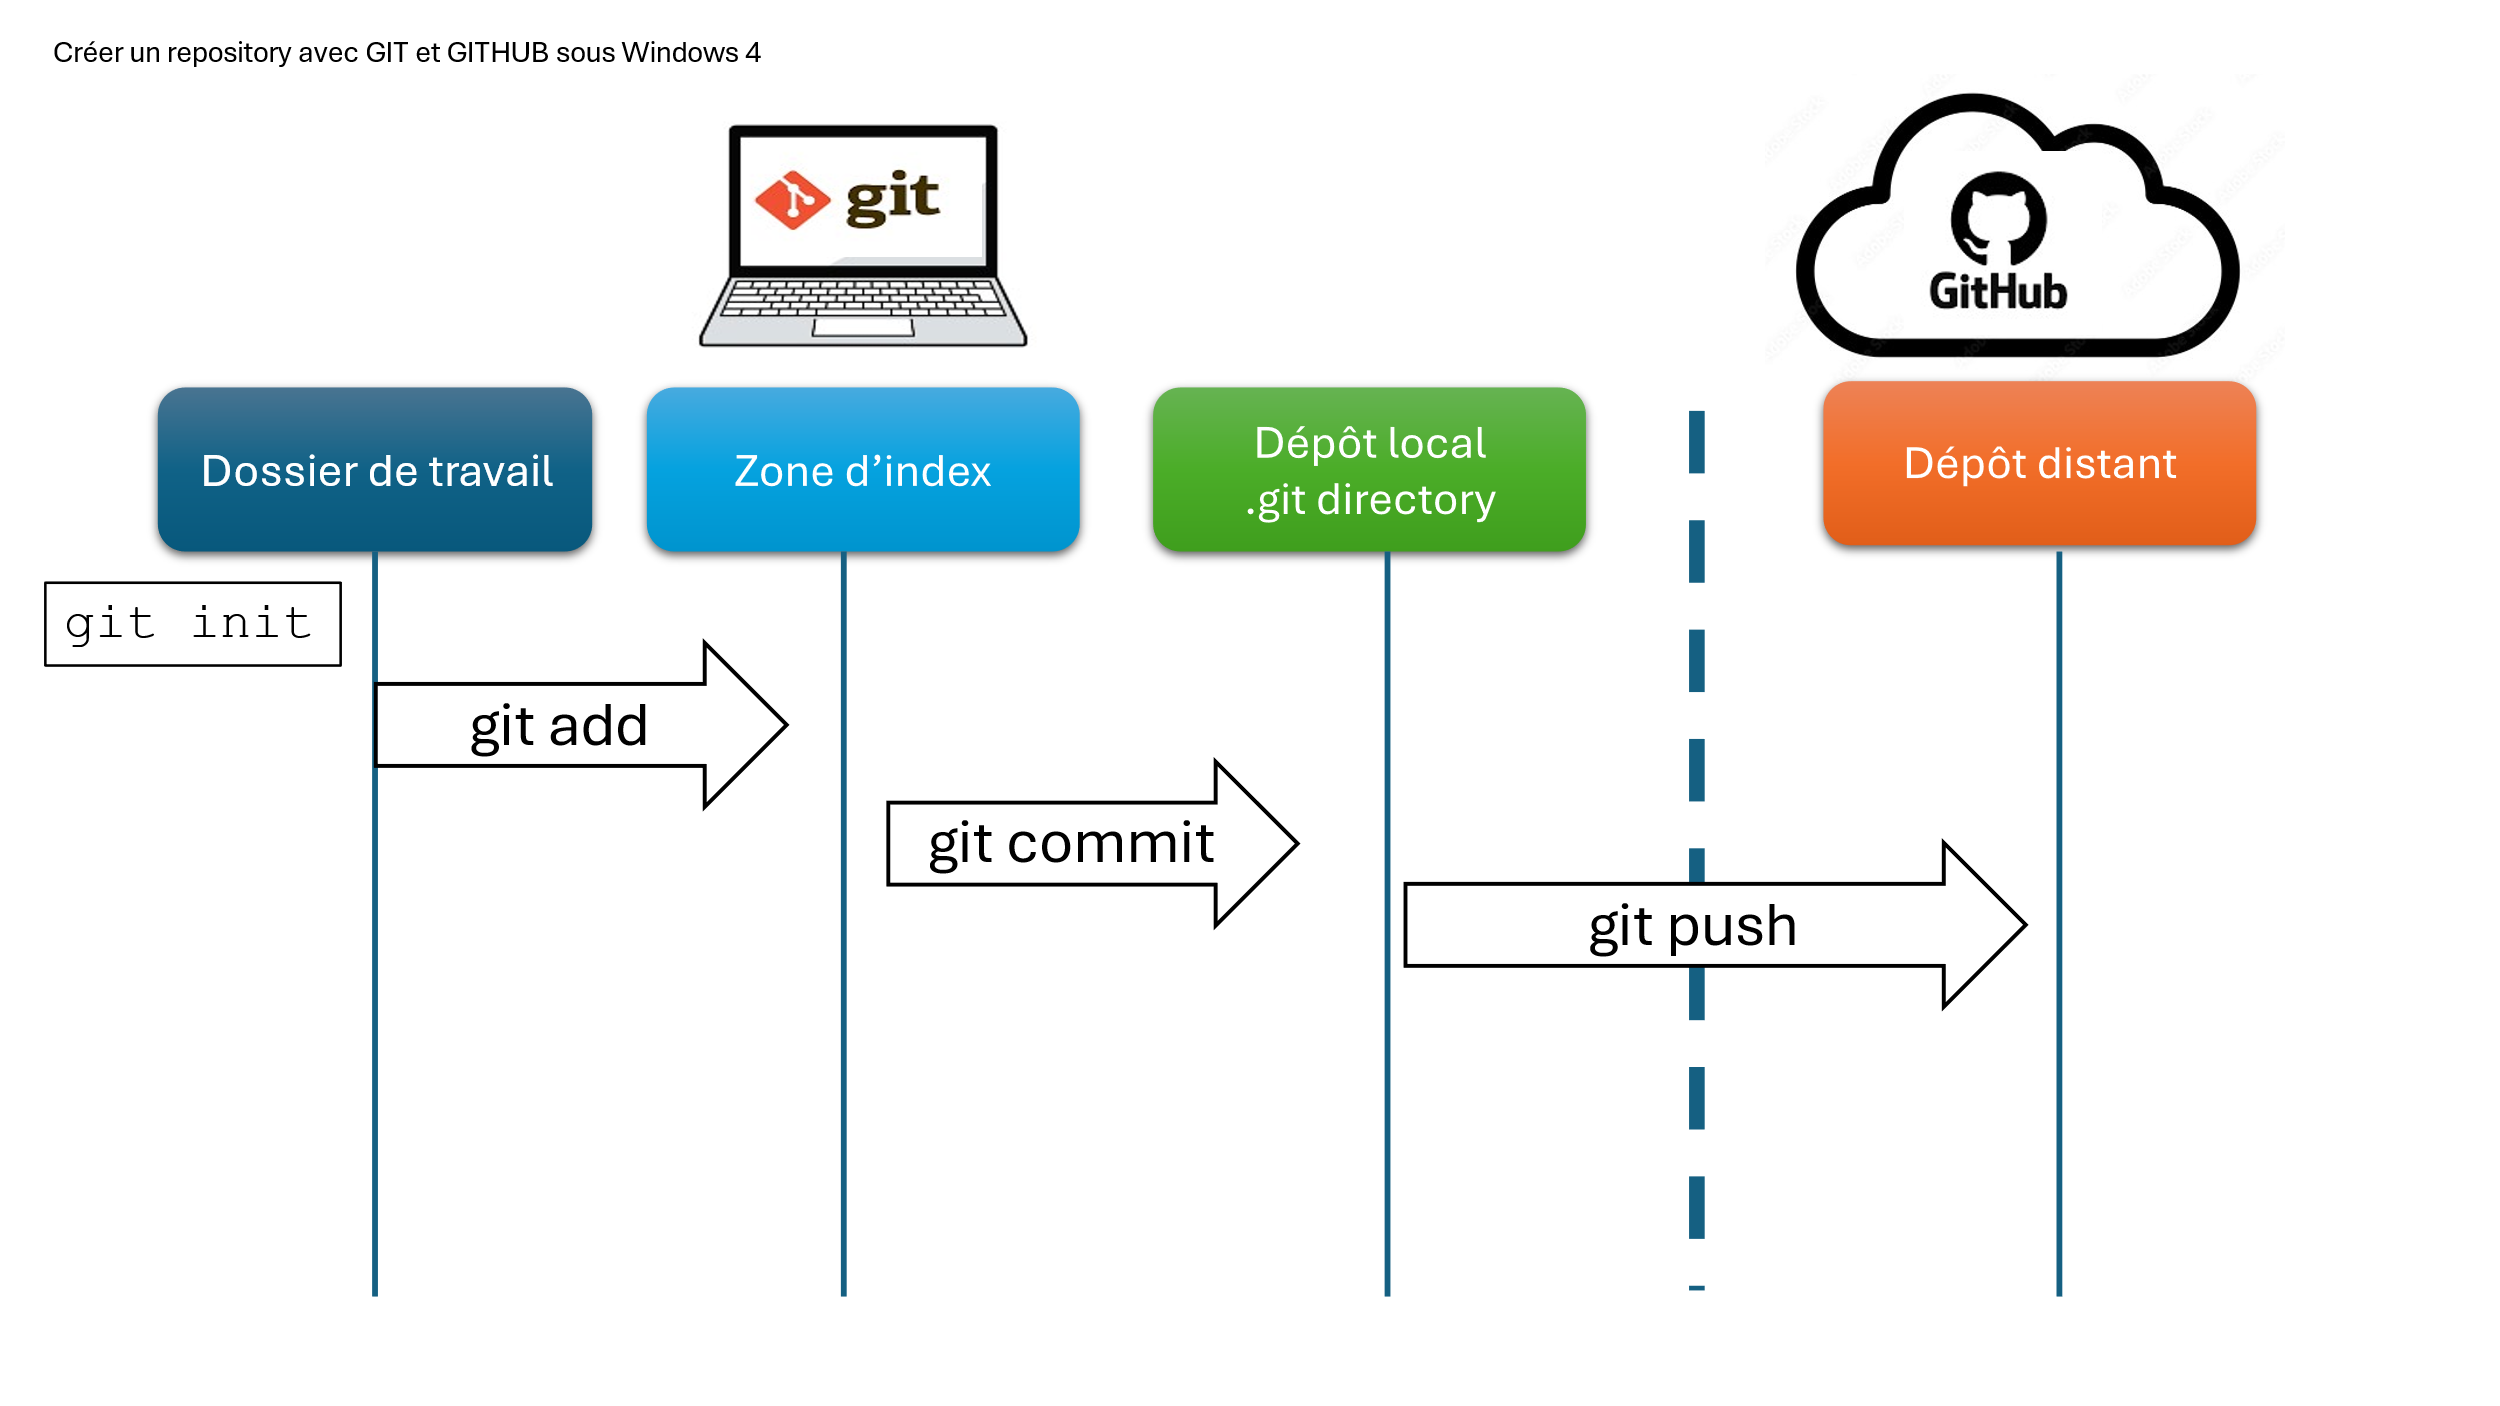 Créer un repository avec GIT et GITHUB sous Windows 4
git
GitHub
Dossier de travail
Zone d’index
Dépôt local
.git directory
Dépôt distant
git init
git add
git commit
git push